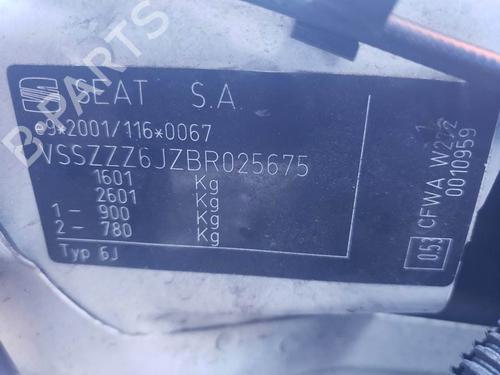 SEAT S.A
e9*2001/116*0067
VSSZZZ6JZBR025675
1601 Kg
2601 Kg
1 - 900 Kg
2 - 780 Kg
Typ 6J
053 CFWA W2
0010959
B-PARTS